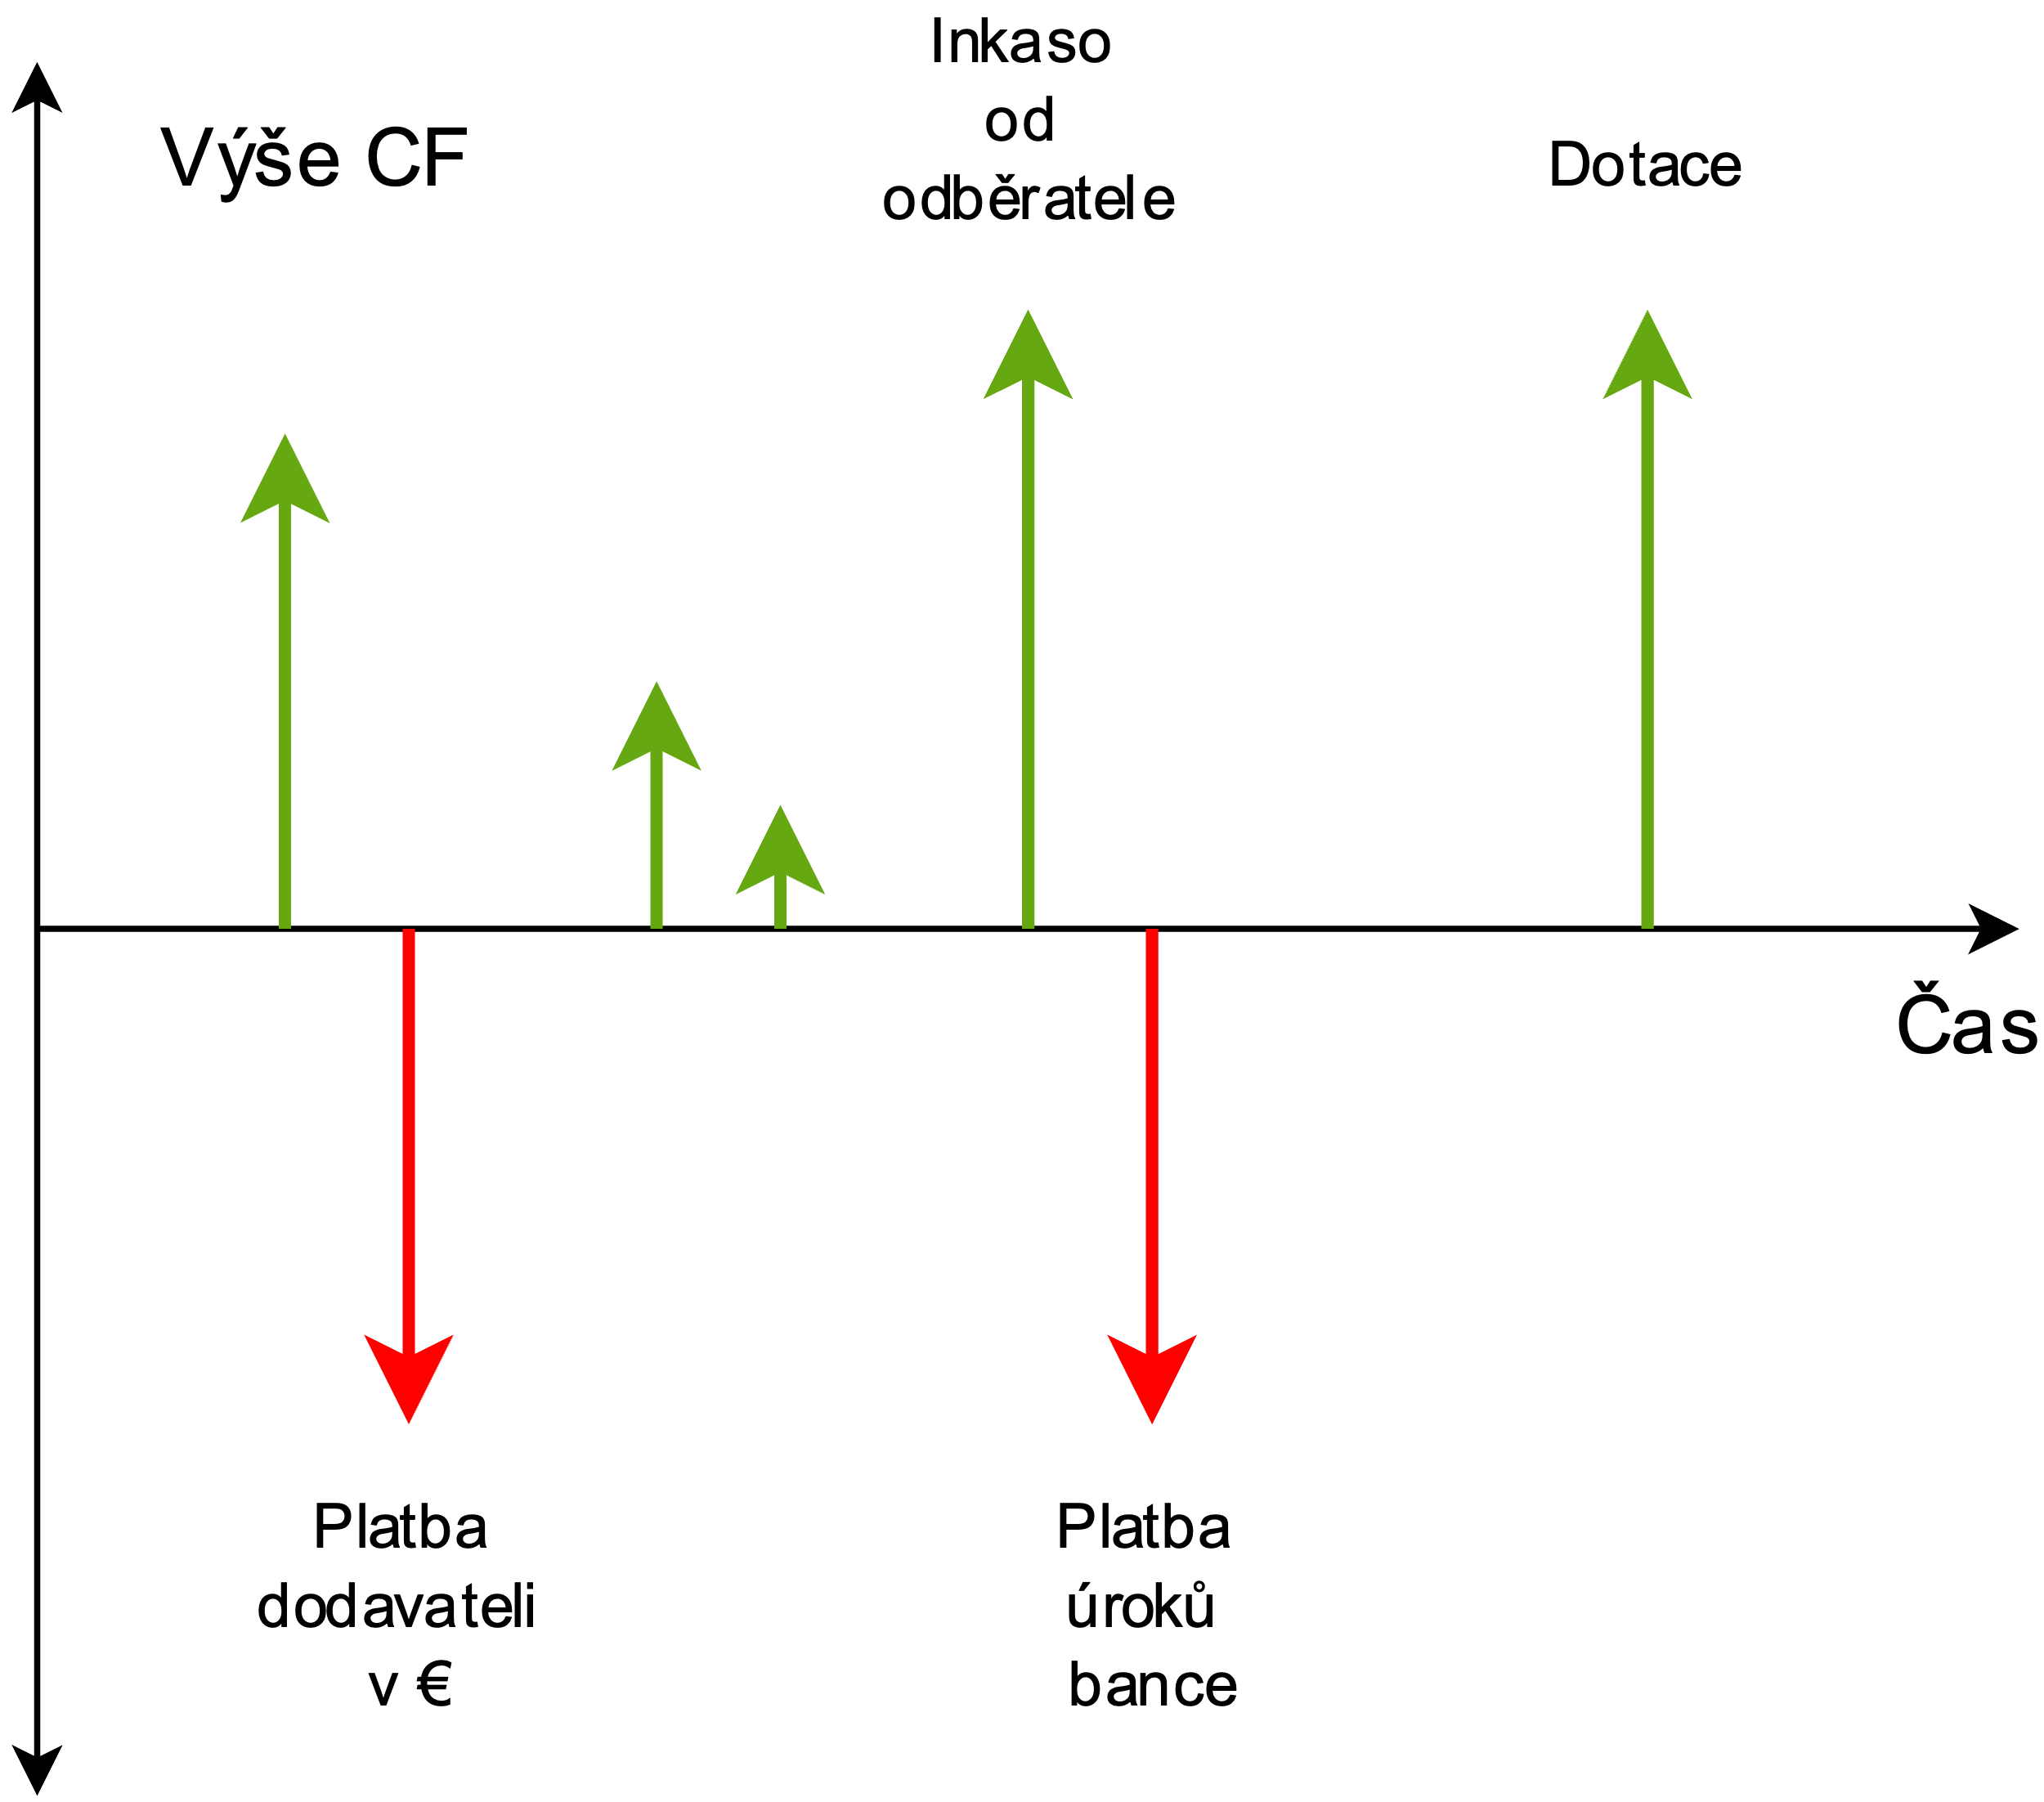 Inkaso
od
odběratele
Výše CF
Dotace
Čas
Platba
dodavateli
v €
Platba
úroků
bance